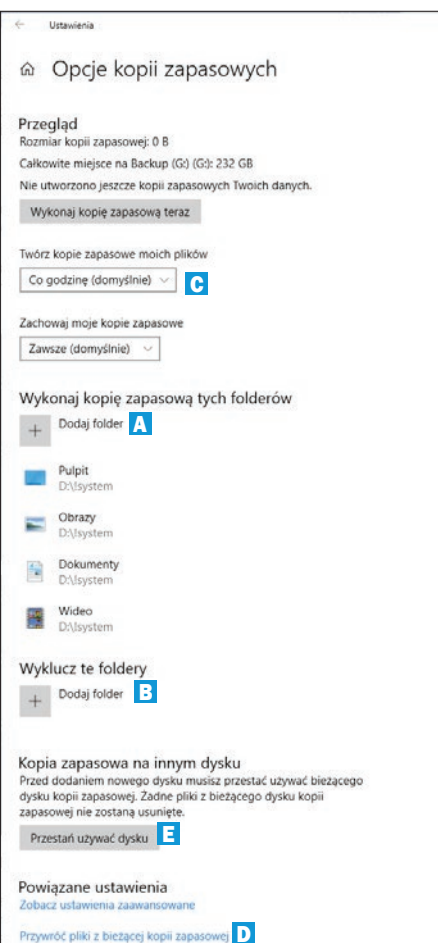 Ustawienia
Opcje kopii zapasowych
Przegląd
Rozmiar kopii zapasowej: 0 B
Całkowite miejsce na Backup (G:) (G:): 232 GB
Nie utworzono jeszcze kopii zapasowych Twoich danych.
Wykonaj kopię zapasową teraz
Twórz kopie zapasowe moich plików
Co godzinę (domyślnie) C
Zachowaj moje kopie zapasowe
Zawsze (domyślnie)
Wykonaj kopię zapasową tych folderów
Dodaj folder A
Pulpit
D:\!system
Obrazy
D:\!system
Dokumenty
D:\!system
Wideo
D:\!system
Wyklucz te foldery
Dodaj folder B
Kopia zapasowa na innym dysku
Przed dodaniem nowego dysku musisz przestać używać bieżącego
dysku kopii zapasowej. Żadne pliki z bieżącego dysku kopii
zapasowej nie zostaną usunięte.
Przestań używać dysku E
Powiązane ustawienia
Zobacz ustawienia zaawansowane
Przywróć pliki z bieżącej kopii zapasowej D